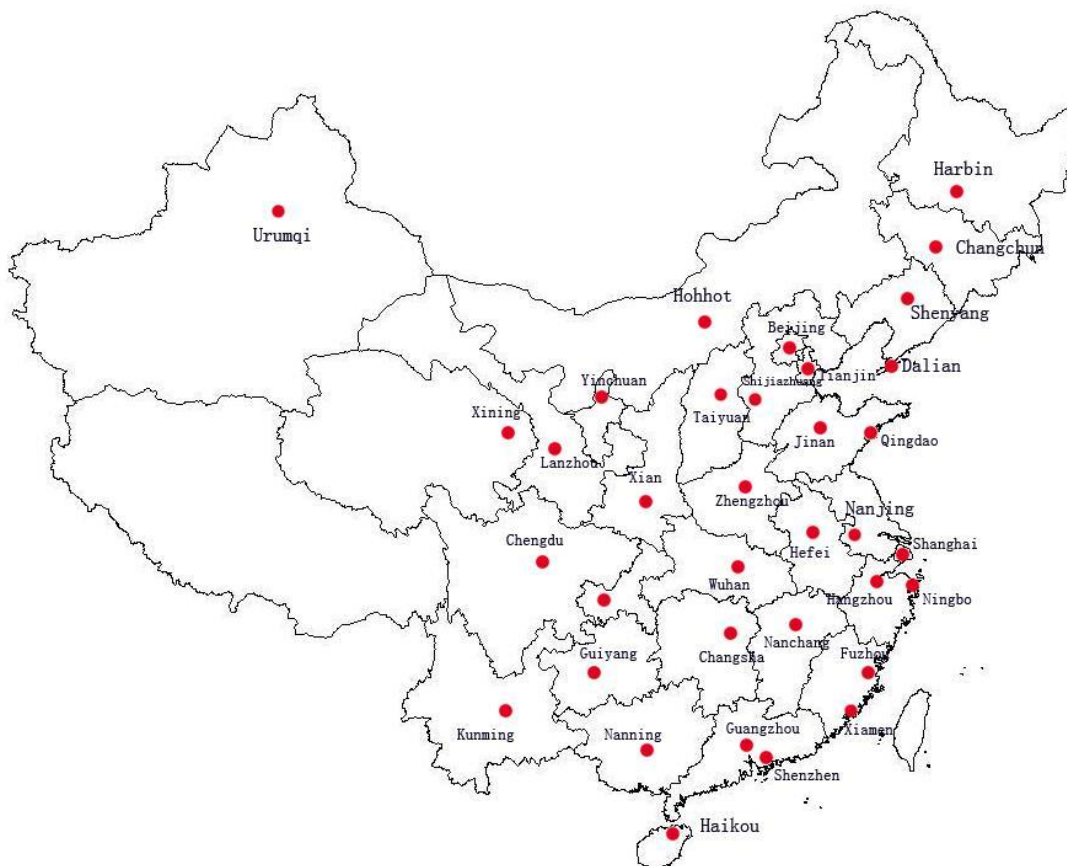 Harbin
Urumqi
Changchun
Hohhot
Shenyang
Beijing
Dalian
Tianjin
Shijiazhuang
Yinchuan
Taiyuan
Xining
Jinan
Qingdao
Lanzhou
Xian
Zhengzhou
Nanjing
Chengdu
Hefei
Shanghai
Wuhan
Hangzhou
Ningbo
Nanchang
Guiyang
Changsha
Fuzhou
Kunming
Nanning
Guangzhou
Xiamen
Shenzhen
Haikou